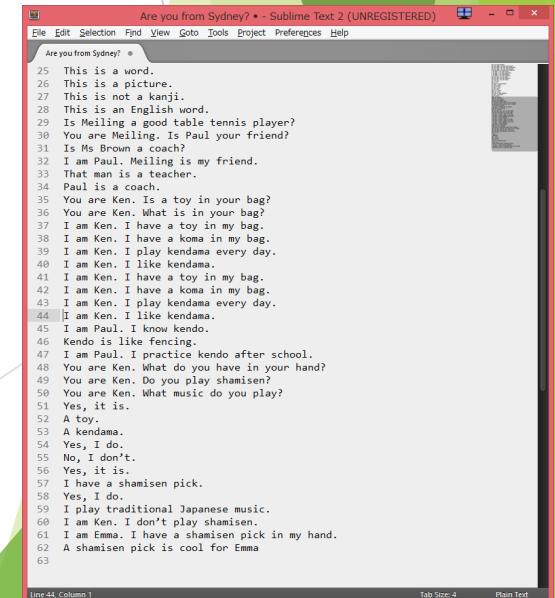 Are you from Sydney? • - Sublime Text 2 (UNREGISTERED)
File Edit Selection Find View Goto Tools Project Preferences Help
Are you from Sydney?
25 This is a word.
26 This is a picture.
27 This is not a kanji.
28 This is an English word.
29 Is Meiling a good table tennis player?
30 You are Meiling. Is Paul your friend?
31 Is Ms Brown a coach?
32 I am Paul. Meiling is my friend.
33 That man is a teacher.
34 Paul is a coach.
35 You are Ken. Is a toy in your bag?
36 You are Ken. What is in your bag?
37 I am Ken. I have a toy in my bag.
38 I am Ken. I have a koma in my bag.
39 I am Ken. I play kendama every day.
40 I am Ken. I like kendama.
41 I am Ken. I have a toy in my bag.
42 I am Ken. I have a koma in my bag.
43 I am Ken. I play kendama every day.
44 I am Ken. I like kendama.
45 I am Paul. I know kendo.
46 Kendo is like fencing.
47 I am Paul. I practice kendo after school.
48 You are Ken. What do you have in your hand?
49 You are Ken. Do you play shamisen?
50 You are Ken. What music do you play?
51 Yes, it is.
52 A toy.
53 A kendama.
54 Yes, I do.
55 No, I don't.
56 Yes, it is.
57 I have a shamisen pick.
58 Yes, I do.
59 I play traditional Japanese music.
60 I am Ken. I don't play shamisen.
61 I am Emma. I have a shamisen pick in my hand.
62 A shamisen pick is cool for Emma
63
Line 44, Column 1 Tab Size: 4 Plain Text